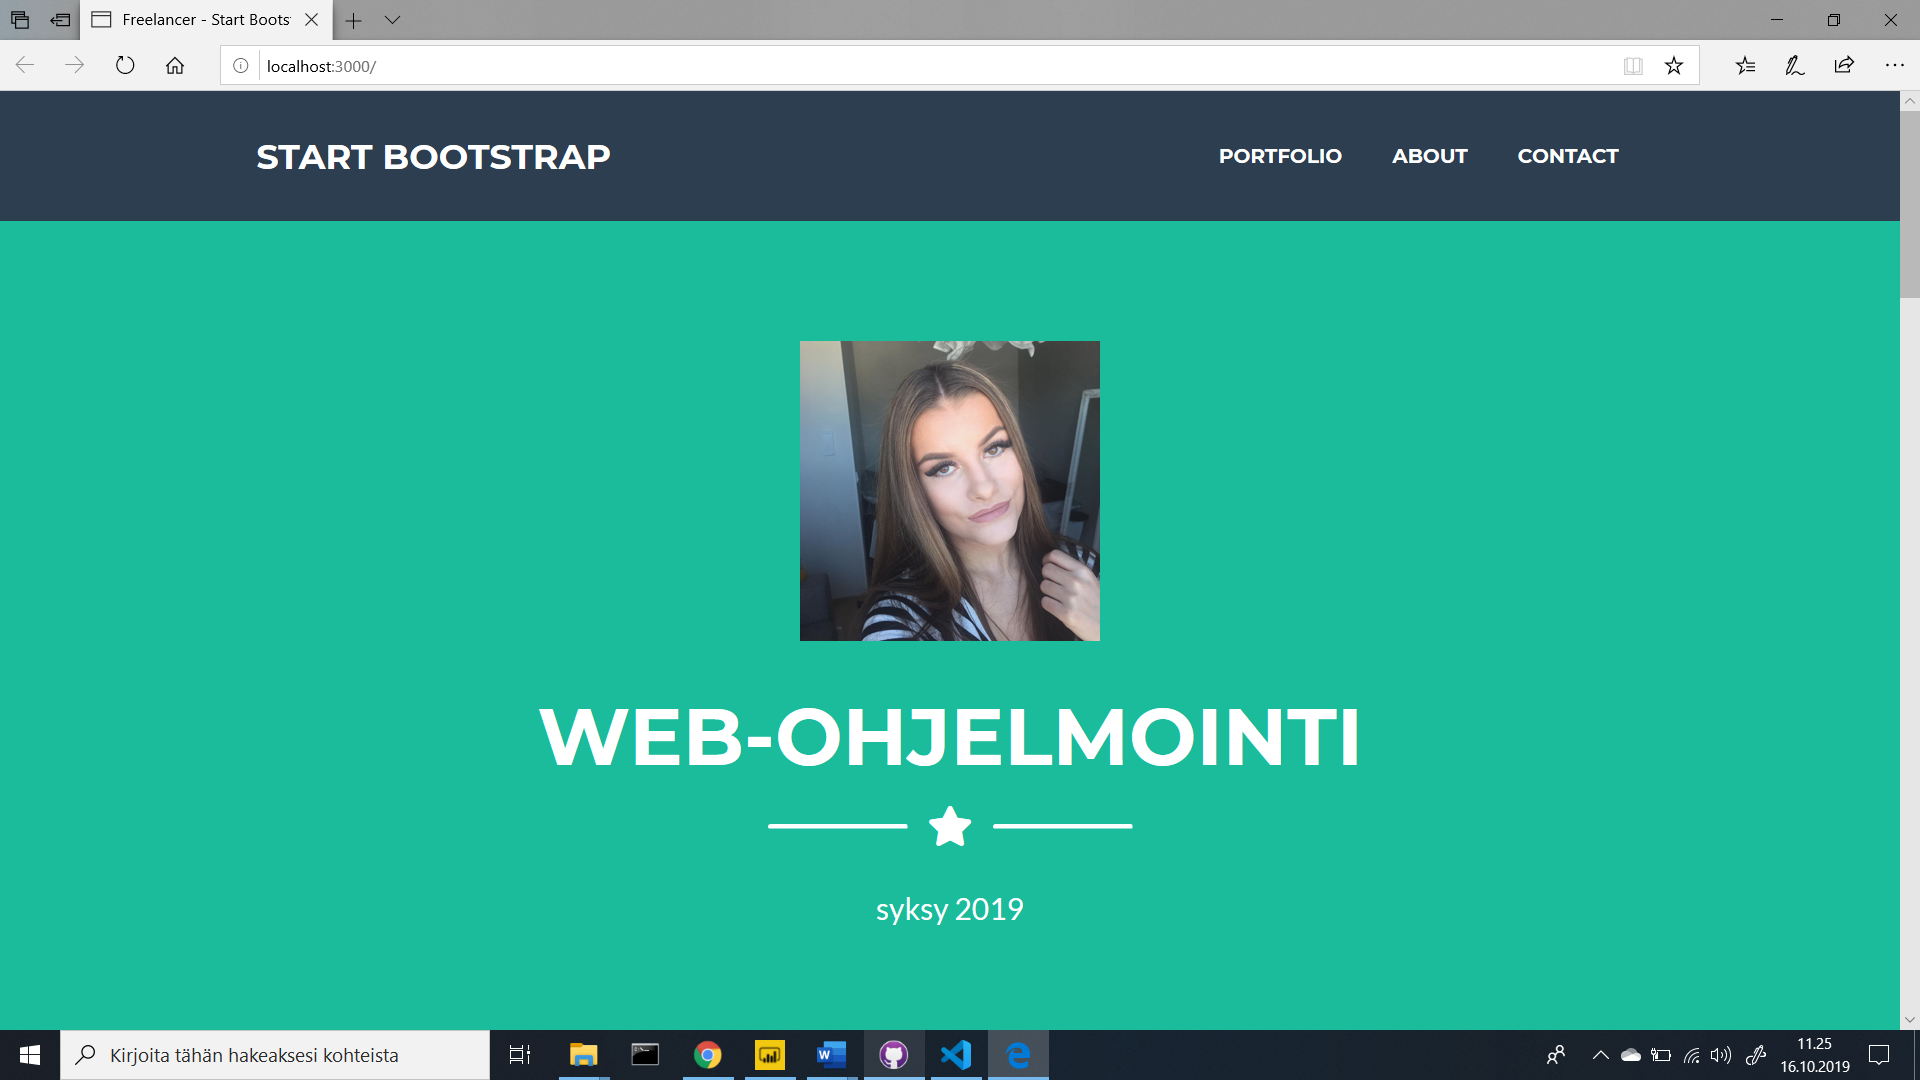 Freelancer - Start Boots
localhost:3000/
START BOOTSTRAP
PORTFOLIO ABOUT CONTACT
WEB-OHJELMOINTI
syksy 2019
Kirjoita tähän hakeaksesi kohteista
11.25
16.10.2019